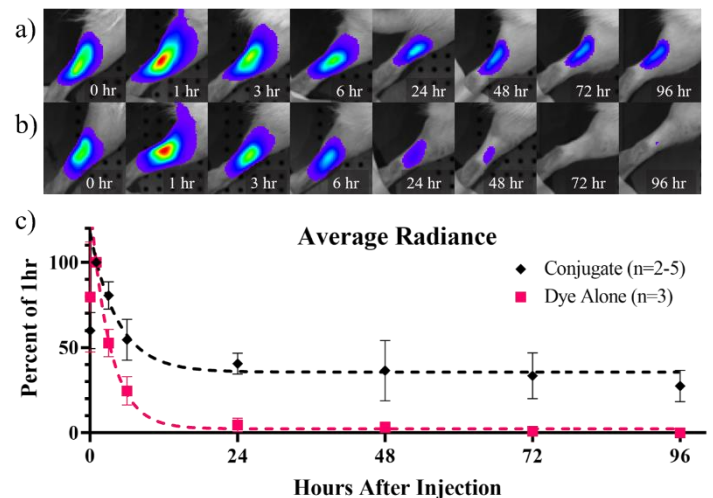 a)
0 hr 1 hr 3 hr 6 hr 24 hr 48 hr 72 hr 96 hr
b)
0 hr 1 hr 3 hr 6 hr 24 hr 48 hr 72 hr 96 hr
c)
Average Radiance
Conjugate (n=2-5)
Dye Alone (n=3)
Percent of 1hr
100
50
0
0 24 48 72 96
Hours After Injection